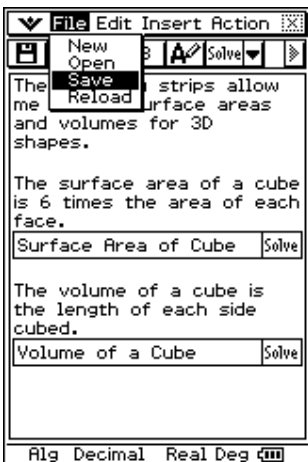 File Edit Insert Action
New
Open
Save
Reload
B A Solve
The strips allow
me urface areas
and volumes for 3D
shapes.
The surface area of a cube
is 6 times the area of each
face.
Surface Area of Cube Solve
The volume of a cube is
the length of each side
cubed.
Volume of a Cube Solve
Alg Decimal Real Deg